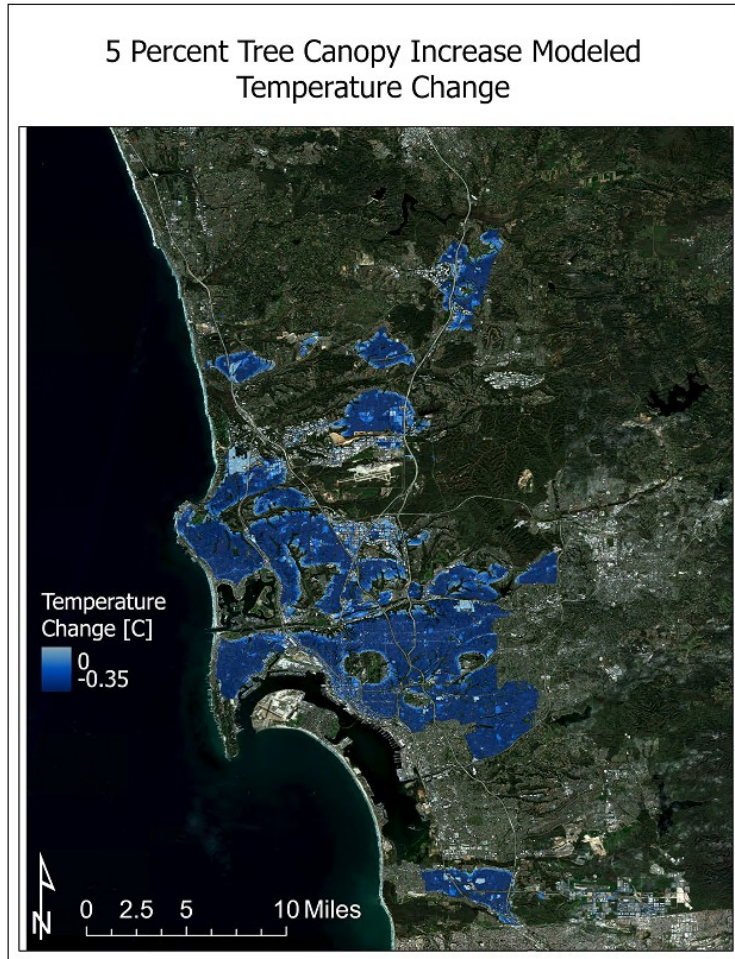 5 Percent Tree Canopy Increase Modeled
Temperature Change
Temperature
Change [C]
0
-0.35
N
0 2.5 5 10 Miles